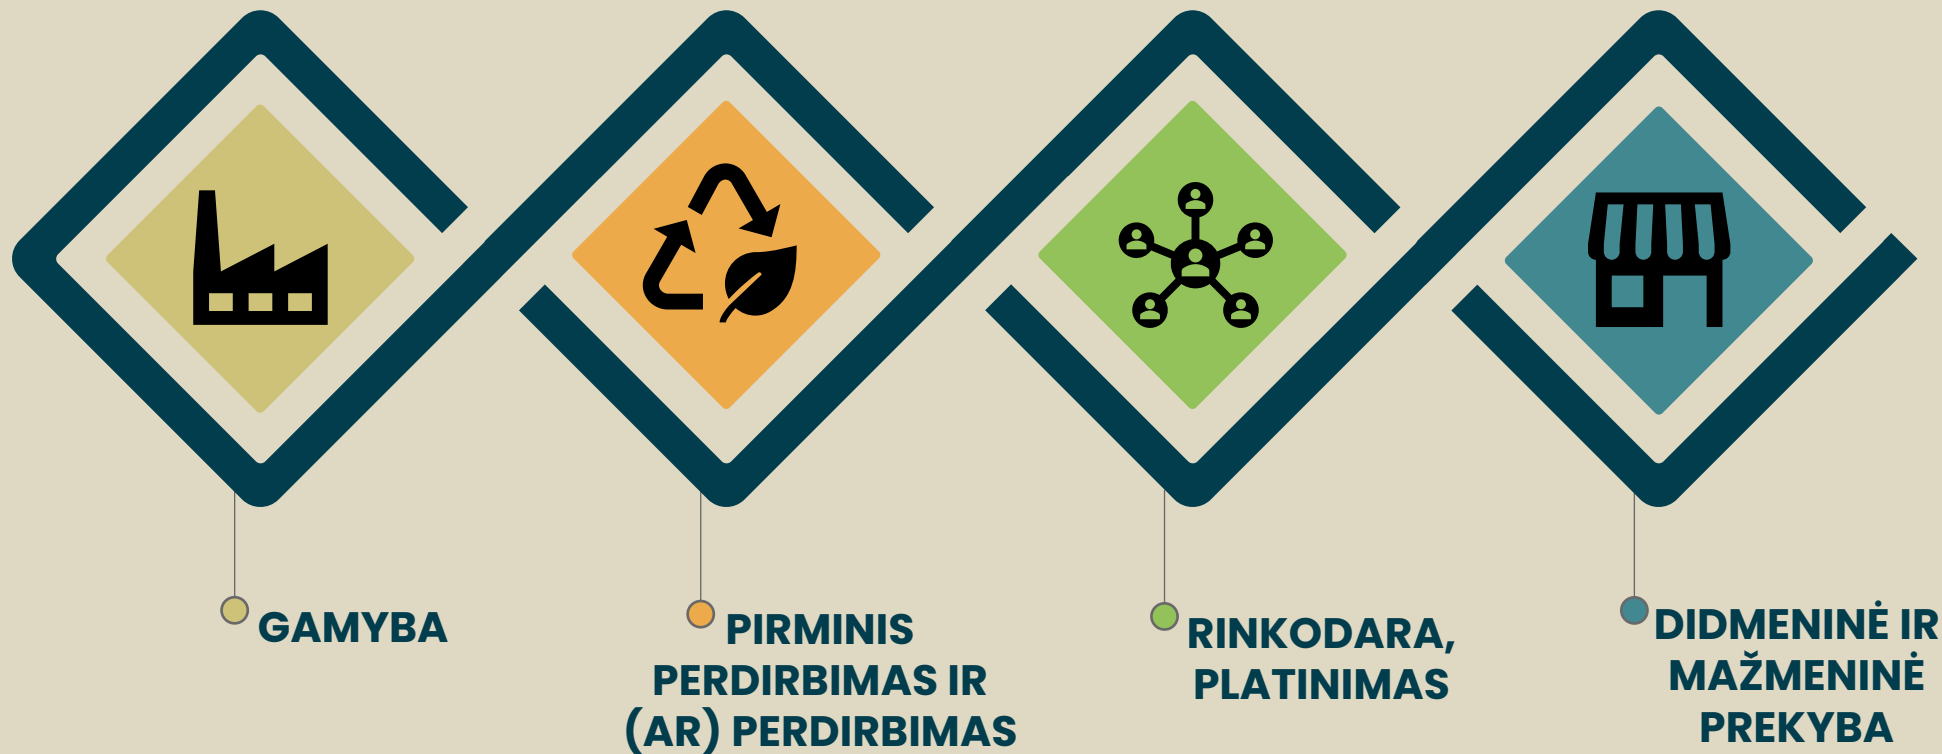 GAMYBA
PIRMINIS
PERDIRBIMAS IR
(AR) PERDIRBIMAS
RINKODARA,
PLATINIMAS
DIDMENINĖ IR
MAŽMENINĖ
PREKYBA